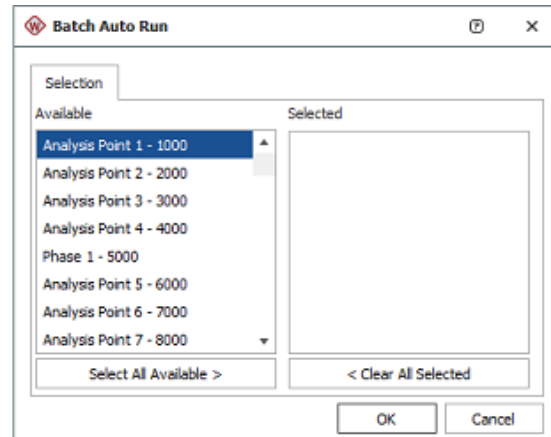 Batch Auto Run
Selection
Available
Selected
Analysis Point 1 - 1000
Analysis Point 2 - 2000
Analysis Point 3 - 3000
Analysis Point 4 - 4000
Phase 1 - 5000
Analysis Point 5 - 6000
Analysis Point 6 - 7000
Analysis Point 7 - 8000
Select All Available >
< Clear All Selected
OK
Cancel